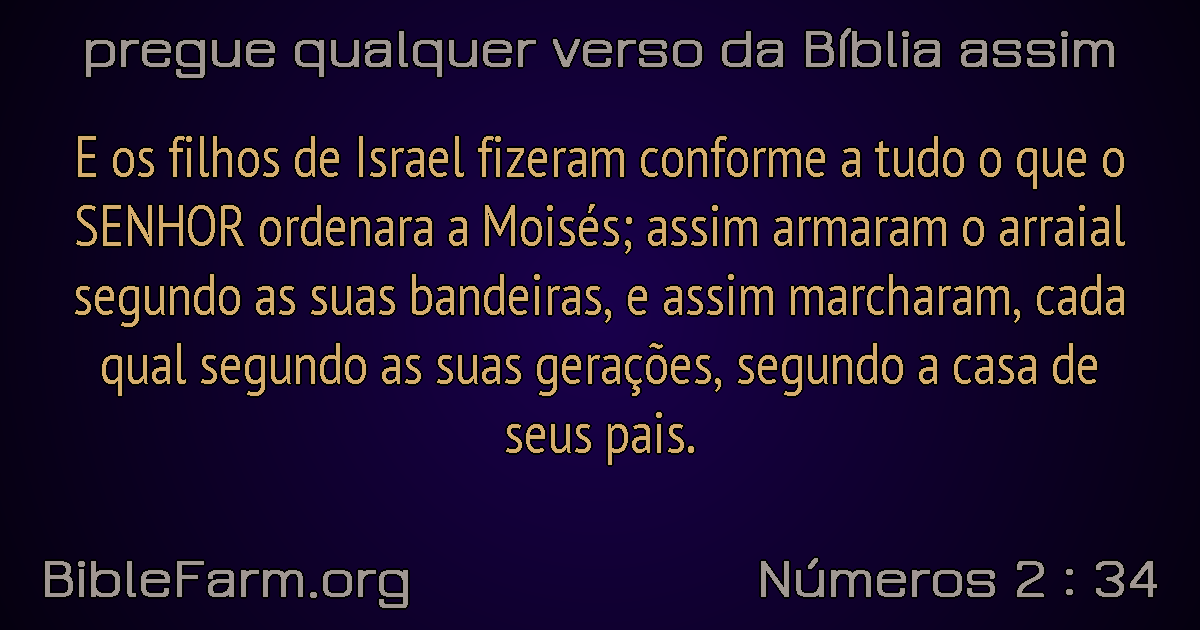 pregue qualquer verso da Bíblia assim
E os filhos de Israel fizeram conforme a tudo o que o
SENHOR ordenara a Moisés; assim armaram o arraial
segundo as suas bandeiras, e assim marcharam, cada
qual segundo as suas gerações, segundo a casa de
seus pais.
BibleFarm.org
Números 2 : 34